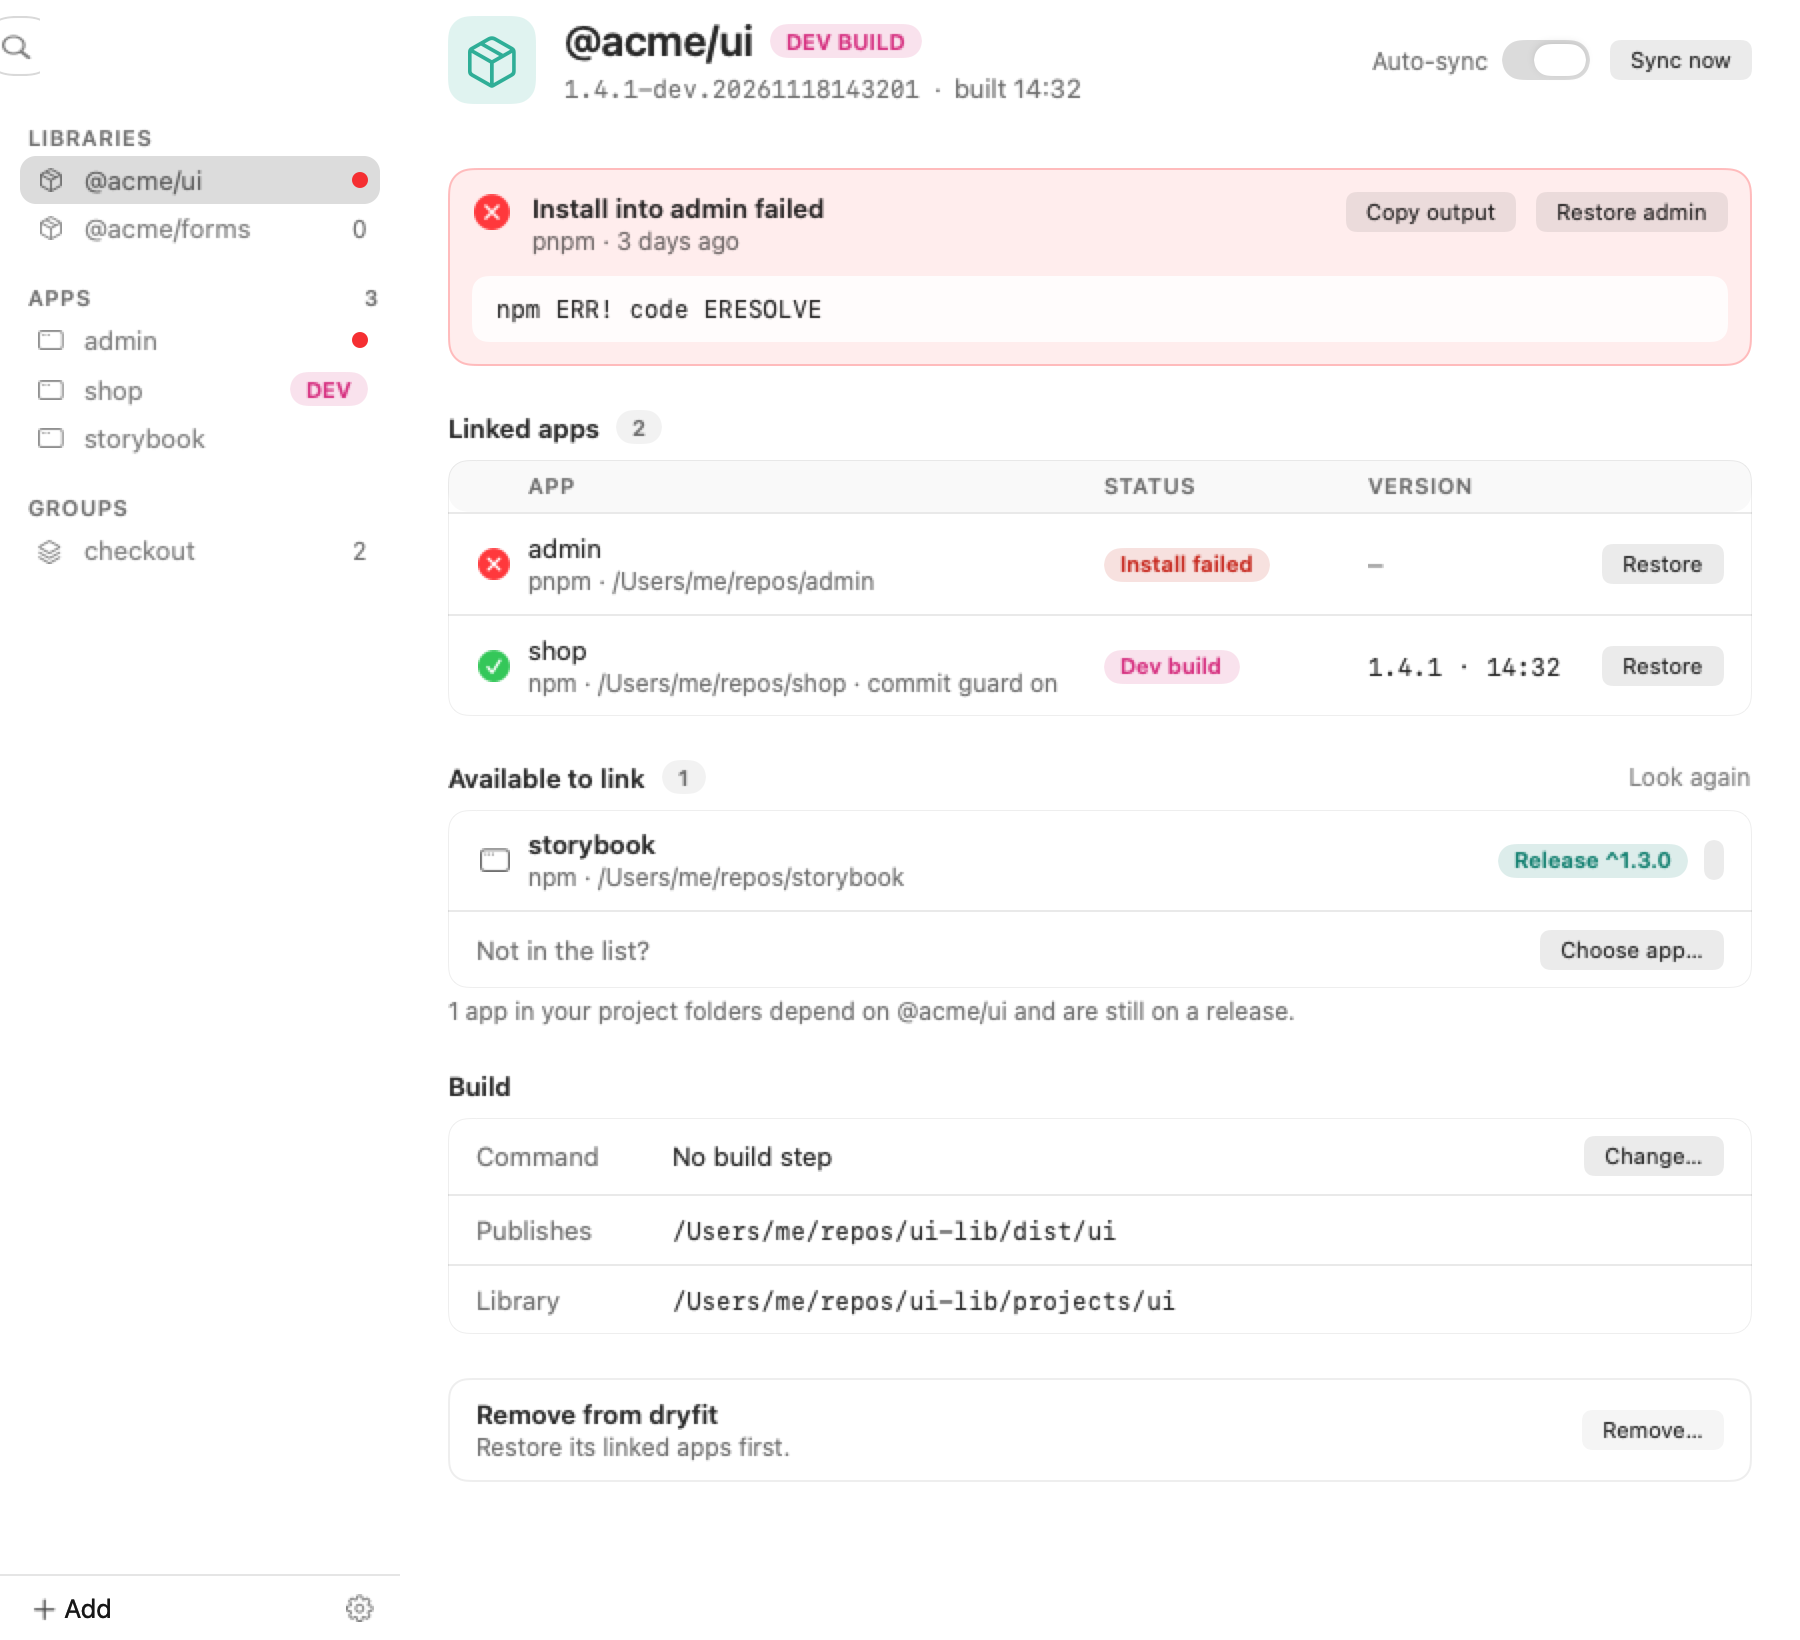 LIBRARIES
@acme/ui
@acme/forms 0
APPS 3
admin
shop DEV
storybook
GROUPS
checkout 2
+ Add
@acme/ui DEV BUILD
1.4.1-dev.20261118143201 · built 14:32
Auto-sync Sync now
Install into admin failed
pnpm · 3 days ago
Copy output Restore admin
npm ERR! code ERESOLVE
Linked apps 2
APP STATUS VERSION
admin
pnpm · /Users/me/repos/admin
Install failed – Restore
shop
npm · /Users/me/repos/shop · commit guard on
Dev build 1.4.1 · 14:32 Restore
Available to link 1 Look again
storybook
npm · /Users/me/repos/storybook
Release ^1.3.0
Not in the list? Choose app...
1 app in your project folders depend on @acme/ui and are still on a release.
Build
Command No build step Change...
Publishes /Users/me/repos/ui-lib/dist/ui
Library /Users/me/repos/ui-lib/projects/ui
Remove from dryfit
Restore its linked apps first.
Remove...